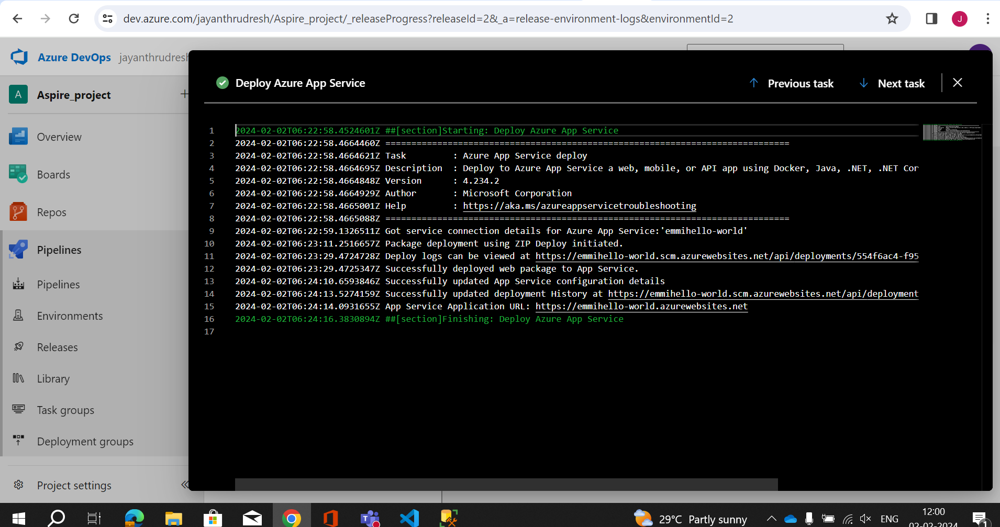 dev.azure.com/jayanthrudresh/Aspire_project/_releaseProgress?releaseId=2&_a=release-environment-logs&environmentId=2
J
Azure DevOps jayanthrudresh
Deploy Azure App Service
Previous task
Next task
A Aspire_project +
Overview
Boards
Repos
Pipelines
Pipelines
Environments
Releases
Library
Task groups
Deployment groups
Project settings
1 2024-02-02T06:22:58.4524601Z ##[section]Starting: Deploy Azure App Service
2 2024-02-02T06:22:58.4664460Z ==============================================================================
3 2024-02-02T06:22:58.4664621Z Task : Azure App Service deploy
4 2024-02-02T06:22:58.4664695Z Description : Deploy to Azure App Service a web, mobile, or API app using Docker, Java, .NET, .NET Cor
5 2024-02-02T06:22:58.4664848Z Version : 4.234.2
6 2024-02-02T06:22:58.4664929Z Author : Microsoft Corporation
7 2024-02-02T06:22:58.4665001Z Help : https://aka.ms/azureappservicetroubleshooting
8 2024-02-02T06:22:58.4665088Z ==============================================================================
9 2024-02-02T06:22:59.1326511Z Got service connection details for Azure App Service:'emmihello-world'
10 2024-02-02T06:23:11.2516657Z Package deployment using ZIP Deploy initiated.
11 2024-02-02T06:23:29.4724728Z Deploy logs can be viewed at https://emmihello-world.scm.azurewebsites.net/api/deployments/554f6ac4-f95
12 2024-02-02T06:23:29.4725347Z Successfully deployed web package to App Service.
13 2024-02-02T06:24:10.6593846Z Successfully updated App Service configuration details
14 2024-02-02T06:24:13.5274159Z Successfully updated deployment History at https://emmihello-world.scm.azurewebsites.net/api/deployment
15 2024-02-02T06:24:14.0931655Z App Service Application URL: https://emmihello-world.azurewebsites.net
16 2024-02-02T06:24:16.3830894Z ##[section]Finishing: Deploy Azure App Service
17
29°C Partly sunny
ENG
12:00
02-02-2024
1